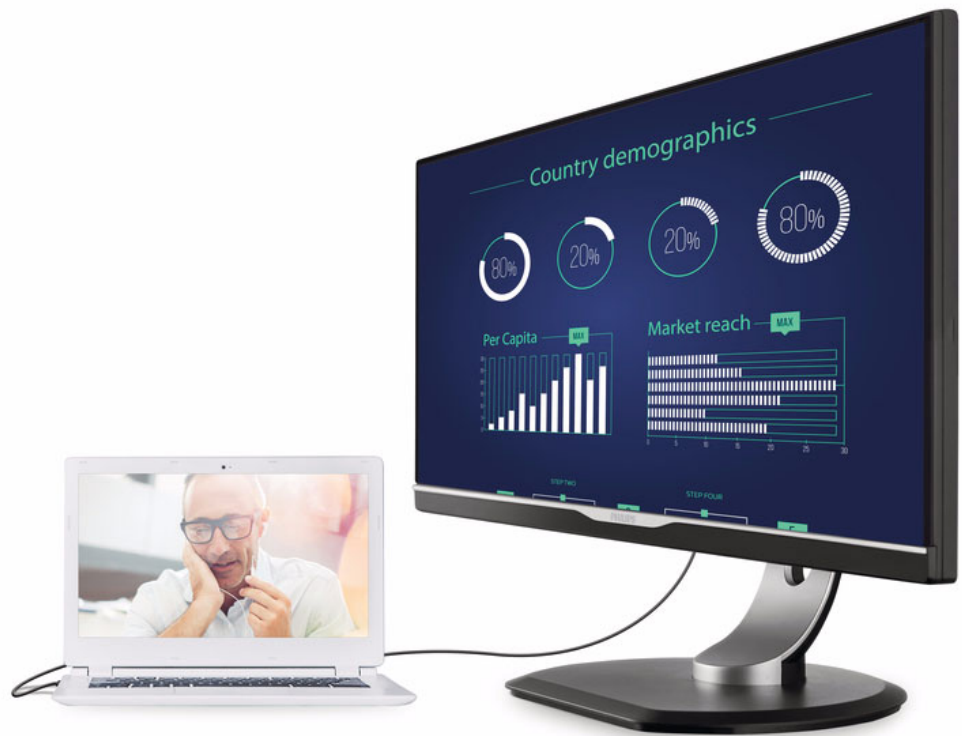 Country demographics
80%
20%
20%
80%
Per Capita
MAX
Market reach
MAX
0 5 10 15 20 25 30
STEP TWO
STEP FOUR
PHILIPS